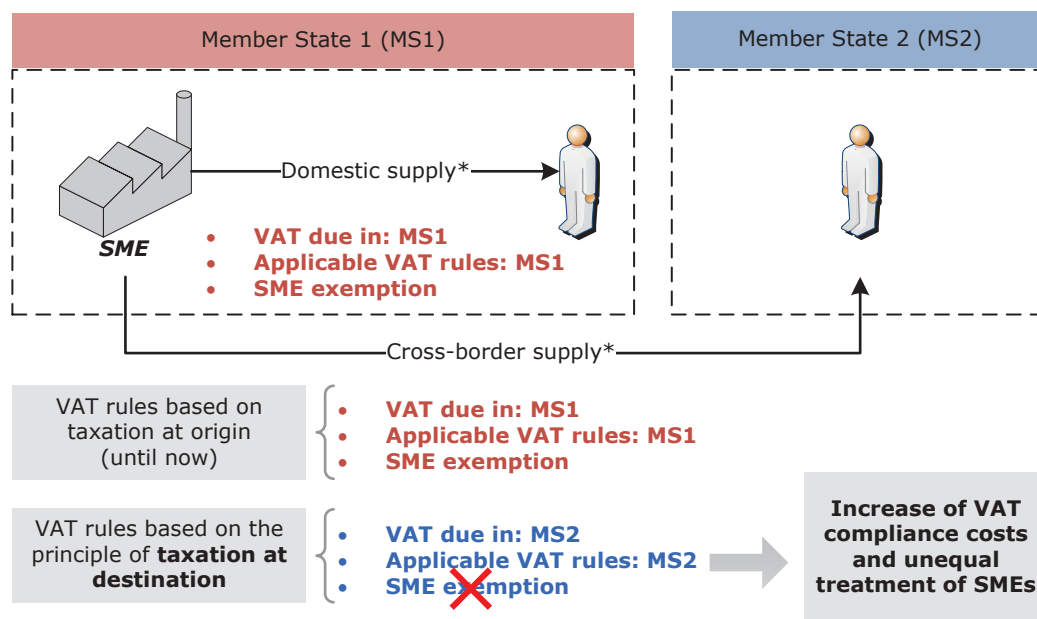 Member State 1 (MS1)
Member State 2 (MS2)
Domestic supply*
SME
• VAT due in: MS1
• Applicable VAT rules: MS1
• SME exemption
Cross-border supply*
VAT rules based on
taxation at origin
(until now)
• VAT due in: MS1
• Applicable VAT rules: MS1
• SME exemption
VAT rules based on the
principle of taxation at
destination
• VAT due in: MS2
• Applicable VAT rules: MS2
• SME exemption
Increase of VAT
compliance costs
and unequal
treatment of SMEs